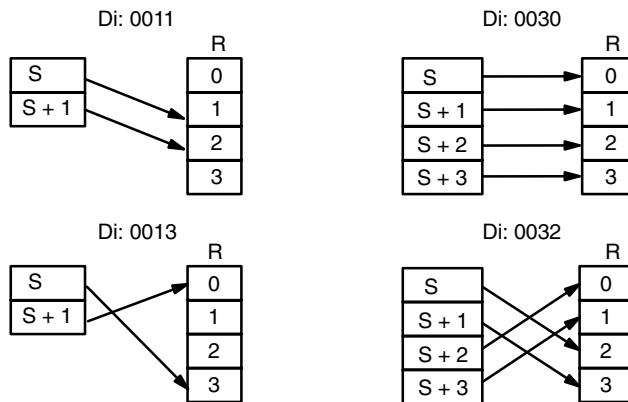 Di: 0011
R
S
S + 1
0
1
2
3
Di: 0030
R
S
S + 1
S + 2
S + 3
0
1
2
3
Di: 0013
R
S
S + 1
0
1
2
3
Di: 0032
R
S
S + 1
S + 2
S + 3
0
1
2
3